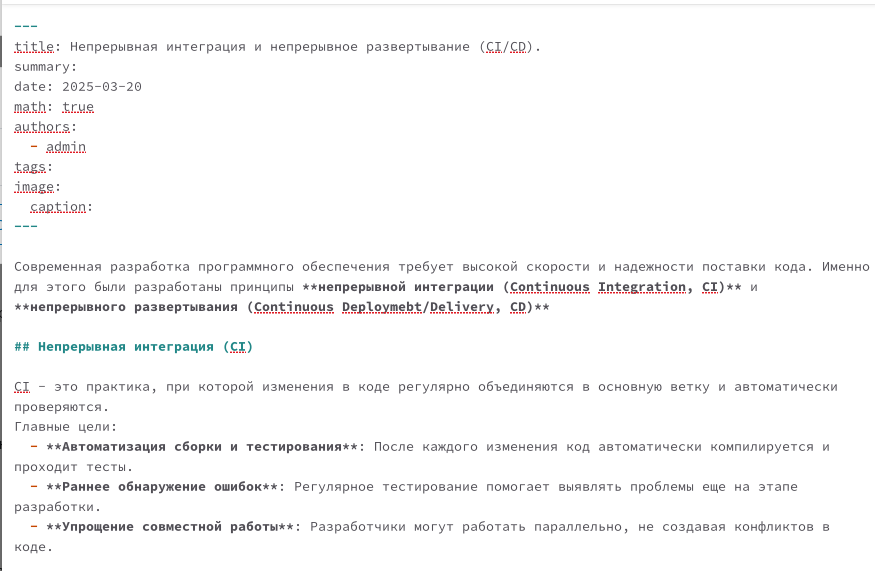 ---
title: Непрерывная интеграция и непрерывное развертывание (CI/CD).
summary:
date: 2025-03-20
math: true
authors:
  - admin
tags:
image:
  caption:
---
Современная разработка программного обеспечения требует высокой скорости и надежности поставки кода. Именно
для этого были разработаны принципы **непрерывной интеграции (Continuous Integration, CI)** и
**непрерывного развертывания (Continuous Deploymebt/Delivery, CD)**
## Непрерывная интеграция (CI)
CI - это практика, при которой изменения в коде регулярно объединяются в основную ветку и автоматически
проверяются.
Главные цели:
  - **Автоматизация сборки и тестирования**: После каждого изменения код автоматически компилируется и
проходит тесты.
  - **Раннее обнаружение ошибок**: Регулярное тестирование помогает выявлять проблемы еще на этапе
разработки.
  - **Упрощение совместной работы**: Разработчики могут работать параллельно, не создавая конфликтов в
коде.